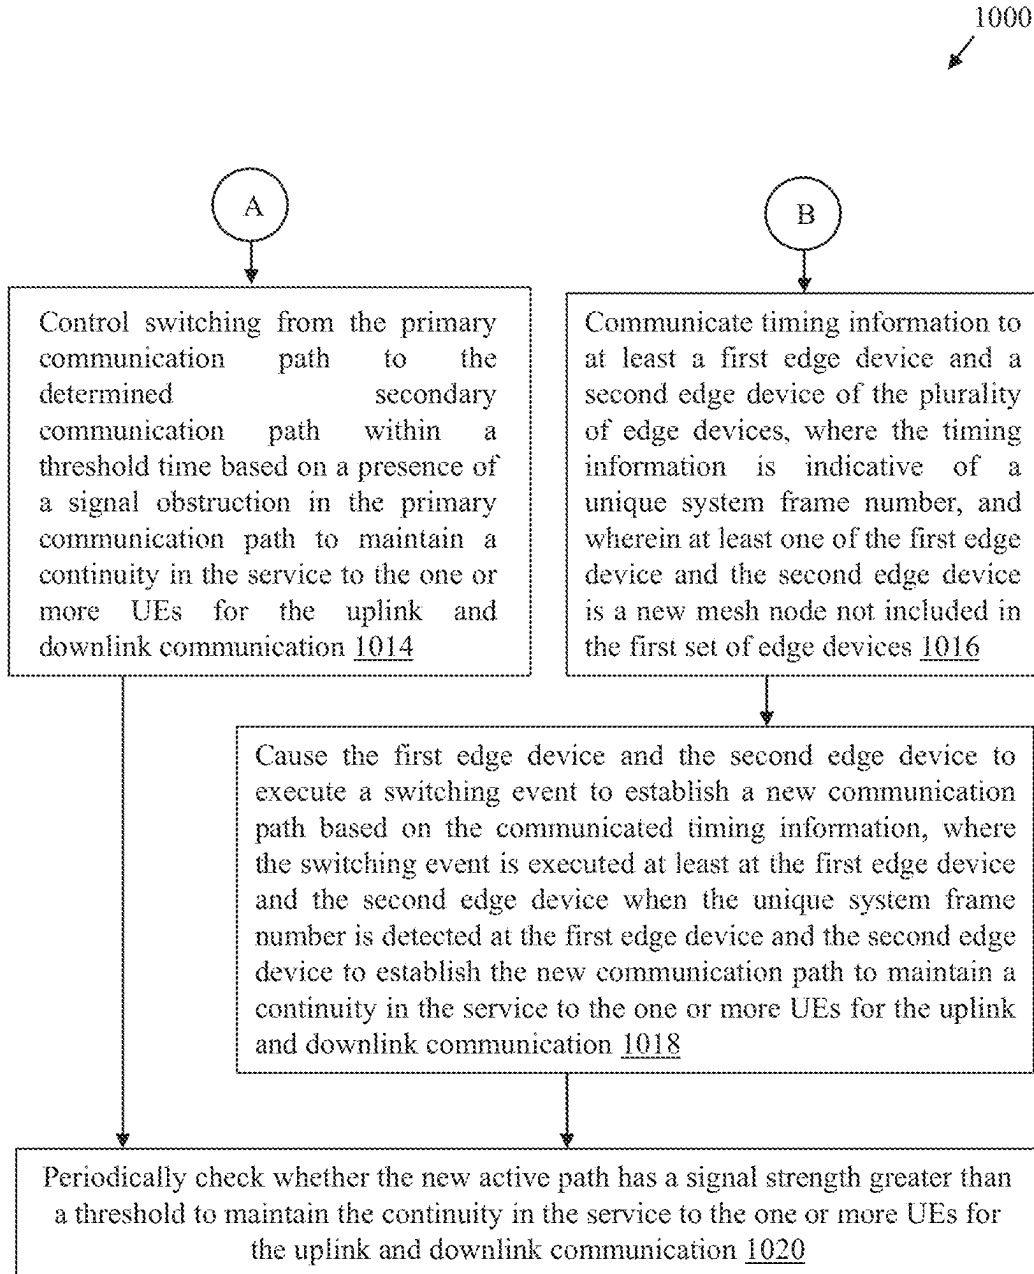 1000
A
Control switching from the primary
communication path to the
determined secondary
communication path within a
threshold time based on a presence of
a signal obstruction in the primary
communication path to maintain a
continuity in the service to the one or
more UEs for the uplink and
downlink communication 1014
B
Communicate timing information to
at least a first edge device and a
second edge device of the plurality
of edge devices, where the timing
information is indicative of a
unique system frame number, and
wherein at least one of the first edge
device and the second edge device
is a new mesh node not included in
the first set of edge devices 1016
Cause the first edge device and the second edge device to
execute a switching event to establish a new communication
path based on the communicated timing information, where
the switching event is executed at least at the first edge device
and the second edge device when the unique system frame
number is detected at the first edge device and the second edge
device to establish the new communication path to maintain a
continuity in the service to the one or more UEs for the uplink
and downlink communication 1018
Periodically check whether the new active path has a signal strength greater than
a threshold to maintain the continuity in the service to the one or more UEs for
the uplink and downlink communication 1020